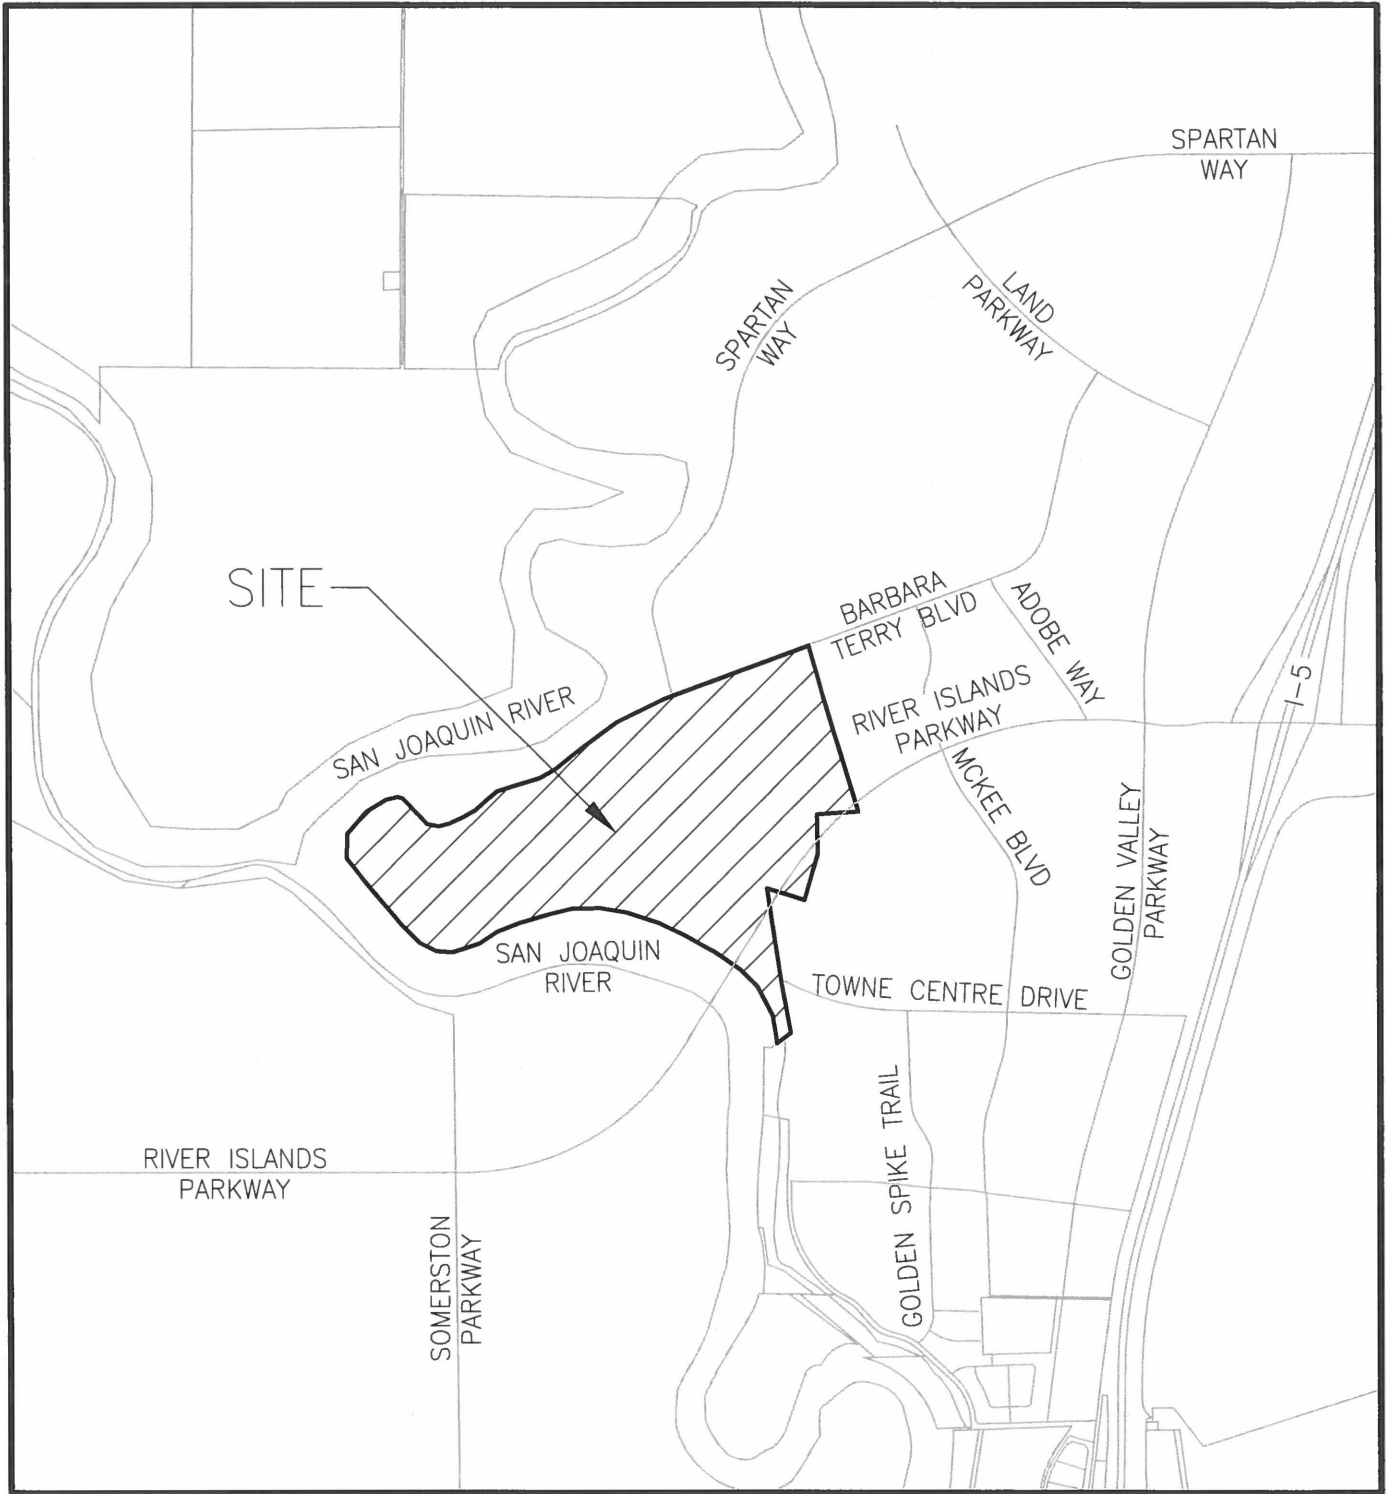 SPARTAN
WAY
LAND
PARKWAY
SPARTAN
WAY
SITE
BARBARA
TERRY BLVD
ADOBE WAY
RIVER ISLANDS
PARKWAY
I-5
SAN JOAQUIN RIVER
MCKEE BLVD
GOLDEN VALLEY
PARKWAY
SAN JOAQUIN
RIVER
TOWNE CENTRE DRIVE
GOLDEN SPIKE TRAIL
RIVER ISLANDS
PARKWAY
SOMERSTON
PARKWAY